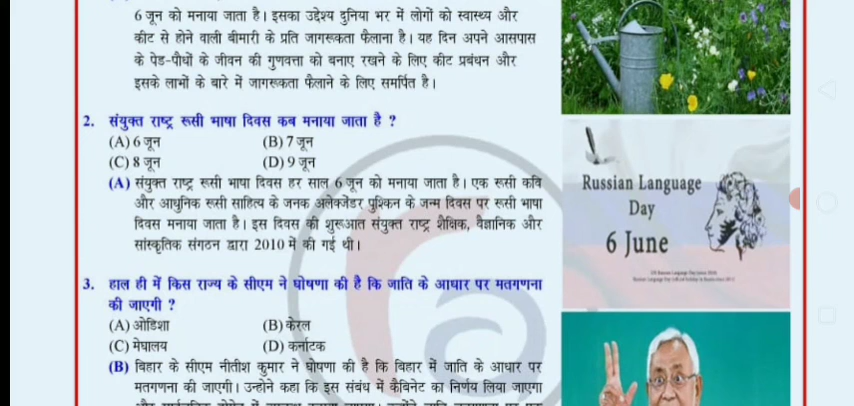 6 जून को मनाया जाता है। इसका उद्देश्य दुनिया भर में लोगों को स्वास्थ्य और
कीट से होने वाली बीमारी के प्रति जागरूकता फैलाना है। यह दिन अपने आसपास
के पेड-पौधों के जीवन की गुणवत्ता को बनाए रखने के लिए कीट प्रबंधन और
इसके लाभों के बारे में जागरूकता फैलाने के लिए समर्पित है।
2. संयुक्त राष्ट्र रूसी भाषा दिवस कब मनाया जाता है ?
(A) 6 जून (B) 7 जून
(C) 8 जून (D) 9 जून
(A) संयुक्त राष्ट्र रूसी भाषा दिवस हर साल 6 जून को मनाया जाता है। एक रूसी कवि
और आधुनिक रूसी साहित्य के जनक अलेक्जेंडर पुश्किन के जन्म दिवस पर रूसी भाषा
दिवस मनाया जाता है। इस दिवस की शुरूआत संयुक्त राष्ट्र शैक्षिक, वैज्ञानिक और
सांस्कृतिक संगठन द्वारा 2010 में की गई थी।
Russian Language
Day
6 June
3. हाल ही में किस राज्य के सीएम ने घोषणा की है कि जाति के आधार पर मतगणना
की जाएगी ?
(A) ओडिशा (B) केरल
(C) मेघालय (D) कर्नाटक
(B) बिहार के सीएम नीतीश कुमार ने घोषणा की है कि बिहार में जाति के आधार पर
मतगणना की जाएगी। उन्होने कहा कि इस संबंध में कैबिनेट का निर्णय लिया जाएगा